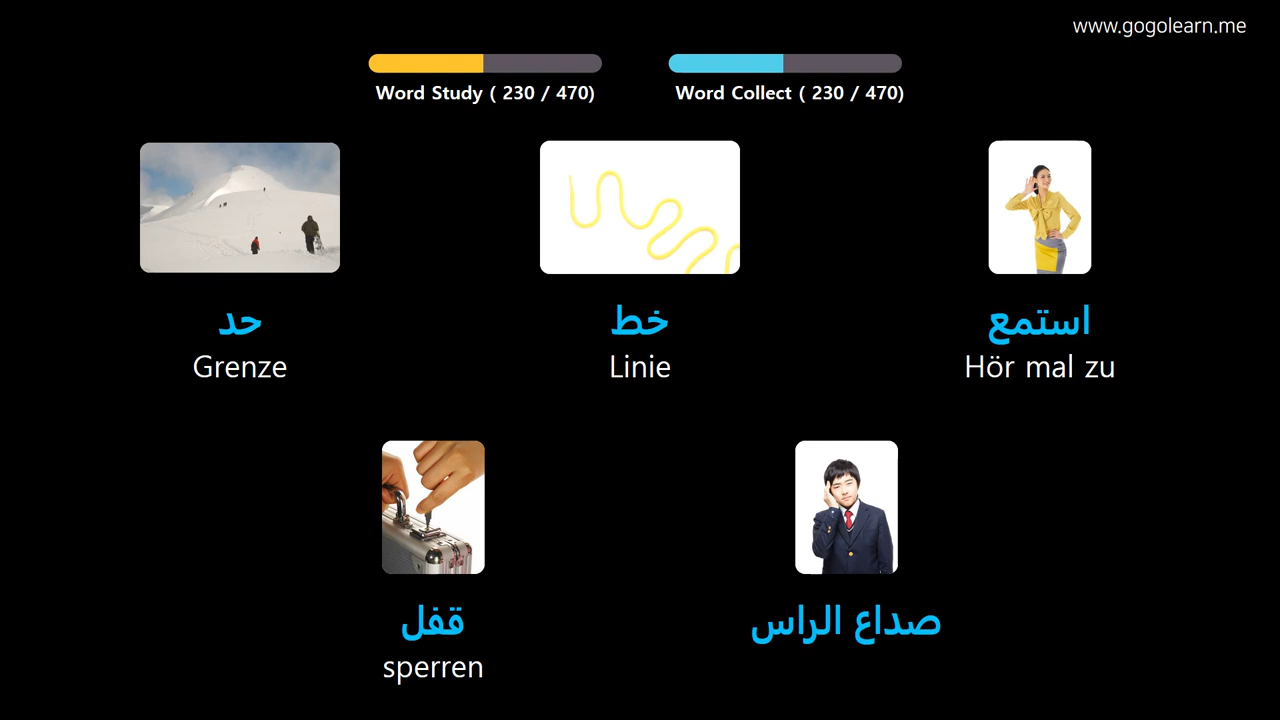 www.gogolearn.me
Word Study ( 230 / 470)
Word Collect ( 230 / 470)
حد
Grenze
خط
Linie
استمع
Hör mal zu
قفل
sperren
صداع الراس